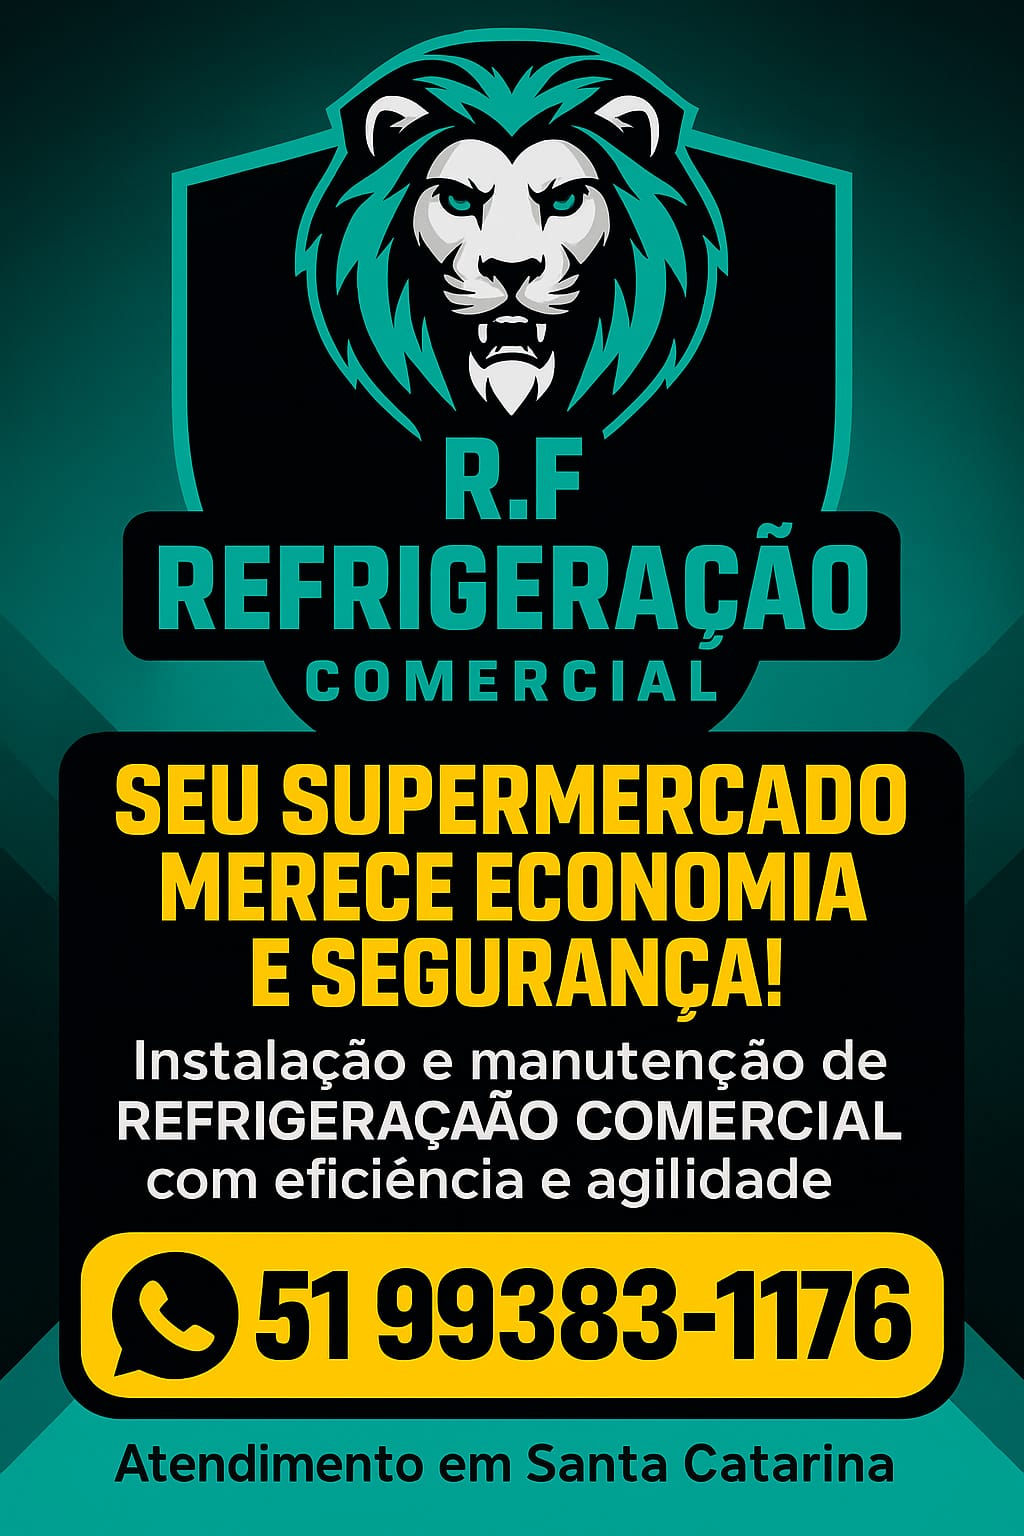 R.F
REFRIGERAÇÃO
COMERCIAL
SEU SUPERMERCADO
MERECE ECONOMIA
E SEGURANÇA!
Instalação e manutenção de
REFRIGERAÇAÃO COMERCIAL
com eficiéncia e agilidade
51 99383-1176
Atendimento em Santa Catarina